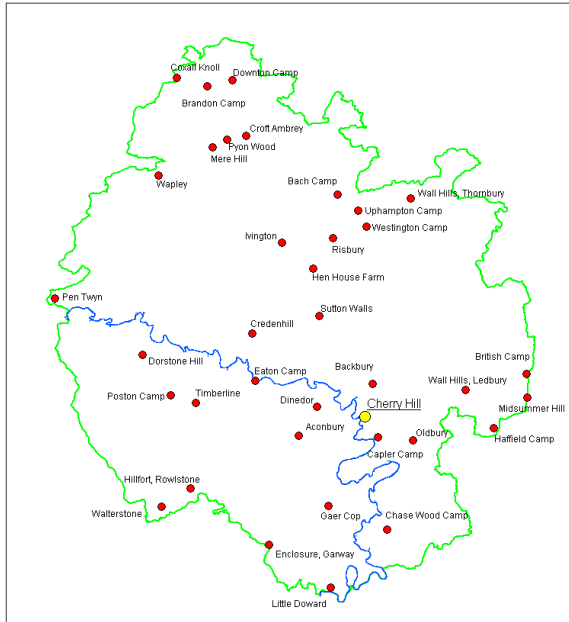 Coxall Knoll
Downton Camp
Brandon Camp
Croft Ambrey
Pyon Wood
Mere Hill
Wapley
Bach Camp
Wall Hills, Thornbury
Uphampton Camp
Westington Camp
Ivington
Risbury
Hen House Farm
Pen Twyn
Sutton Walls
Credenhill
Dorstone Hill
British Camp
Eaton Camp
Backbury
Wall Hills, Ledbury
Poston Camp
Timberline
Dinedor
Cherry Hill
Midsummer Hill
Aconbury
Oldbury
Haffield Camp
Capler Camp
Hillfort, Rowlstone
Walterstone
Gaer Cop
Chase Wood Camp
Enclosure, Garway
Little Doward